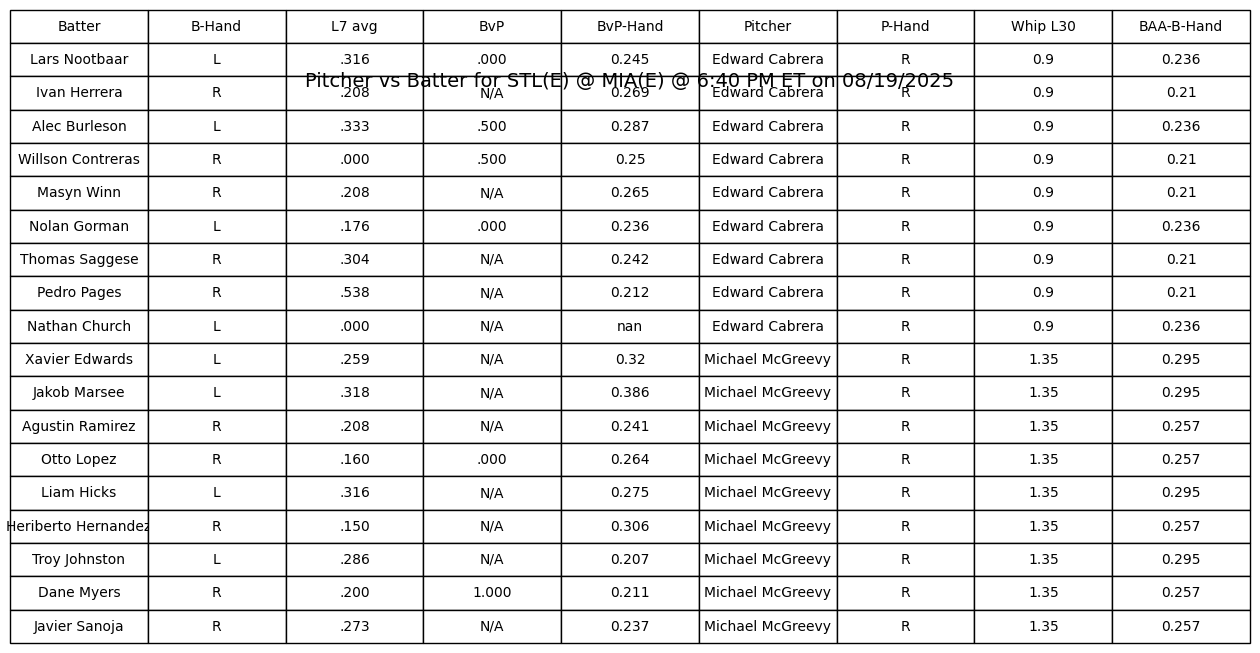 Batter B-Hand L7 avg BvP BvP-Hand Pitcher P-Hand Whip L30 BAA-B-Hand
Lars Nootbaar L .316 .000 0.245 Edward Cabrera R 0.9 0.236
Pitcher vs Batter for STL(E) @ MIA(E) @ 6:40 PM ET on 08/19/2025
Ivan Herrera R .208 N/A 0.269 Edward Cabrera R 0.9 0.21
Alec Burleson L .333 .500 0.287 Edward Cabrera R 0.9 0.236
Willson Contreras R .000 .500 0.25 Edward Cabrera R 0.9 0.21
Masyn Winn R .208 N/A 0.265 Edward Cabrera R 0.9 0.21
Nolan Gorman L .176 .000 0.236 Edward Cabrera R 0.9 0.236
Thomas Saggese R .304 N/A 0.242 Edward Cabrera R 0.9 0.21
Pedro Pages R .538 N/A 0.212 Edward Cabrera R 0.9 0.21
Nathan Church L .000 N/A nan Edward Cabrera R 0.9 0.236
Xavier Edwards L .259 N/A 0.32 Michael McGreevy R 1.35 0.295
Jakob Marsee L .318 N/A 0.386 Michael McGreevy R 1.35 0.295
Agustin Ramirez R .208 N/A 0.241 Michael McGreevy R 1.35 0.257
Otto Lopez R .160 .000 0.264 Michael McGreevy R 1.35 0.257
Liam Hicks L .316 N/A 0.275 Michael McGreevy R 1.35 0.295
Heriberto Hernandez R .150 N/A 0.306 Michael McGreevy R 1.35 0.257
Troy Johnston L .286 N/A 0.207 Michael McGreevy R 1.35 0.295
Dane Myers R .200 1.000 0.211 Michael McGreevy R 1.35 0.257
Javier Sanoja R .273 N/A 0.237 Michael McGreevy R 1.35 0.257